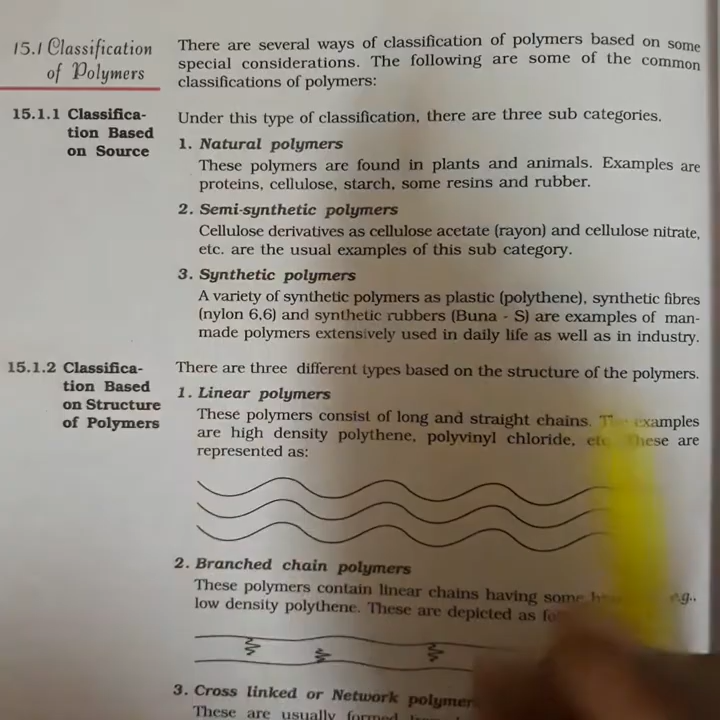 15.1 Classification
of Polymers
There are several ways of classification of polymers based on some
special considerations. The following are some of the common
classifications of polymers:
15.1.1 Classifica-
tion Based
on Source
Under this type of classification, there are three sub categories.
1. Natural polymers
These polymers are found in plants and animals. Examples are
proteins, cellulose, starch, some resins and rubber.
2. Semi-synthetic polymers
Cellulose derivatives as cellulose acetate (rayon) and cellulose nitrate,
etc. are the usual examples of this sub category.
3. Synthetic polymers
A variety of synthetic polymers as plastic (polythene), synthetic fibres
(nylon 6,6) and synthetic rubbers (Buna - S) are examples of man-
made polymers extensively used in daily life as well as in industry.
15.1.2 Classifica-
tion Based
on Structure
of Polymers
There are three different types based on the structure of the polymers.
1. Linear polymers
These polymers consist of long and straight chains. The examples
are high density polythene, polyvinyl chloride, etc. These are
represented as:
2. Branched chain polymers
These polymers contain linear chains having some e.g.,
low density polythene. These are depicted as
3. Cross linked or Network
These are usually formed